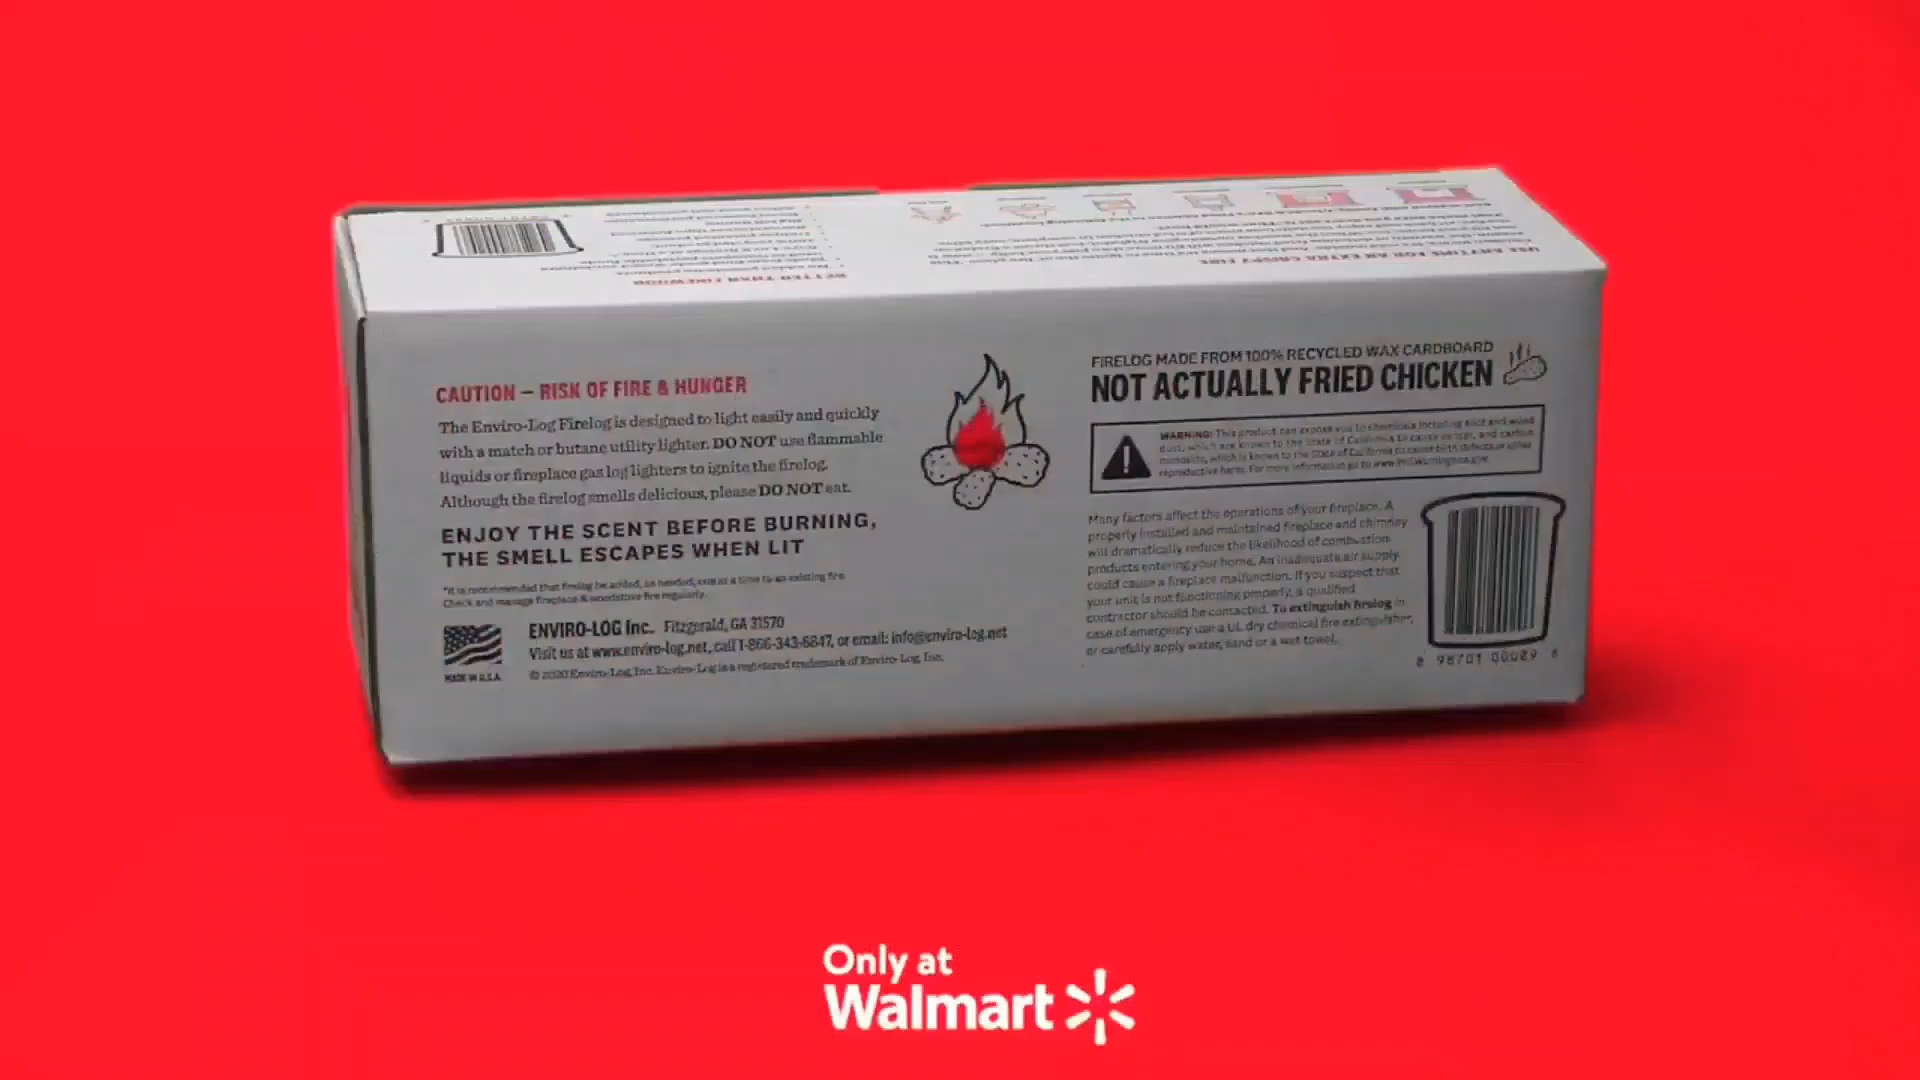 BETTER THAN FIREWOOD
USE ANYTIME FOR AN EXTRA CRISPY FIRE
CAUTION – RISK OF FIRE & HUNGER
The Enviro-Log Firelog is designed to light easily and quickly
with a match or butane utility lighter. DO NOT use flammable
liquids or fireplace gas log lighters to ignite the firelog.
Although the firelog smells delicious, please DO NOT eat.
ENJOY THE SCENT BEFORE BURNING,
THE SMELL ESCAPES WHEN LIT
*It is recommended that firelog be added, as needed, one at a time to an existing fire.
Check and manage fireplace & woodstove fire regularly.
MADE IN U.S.A.
ENVIRO-LOG Inc. Fitzgerald, GA 31570
Visit us at www.enviro-log.net, call 1-866-343-6847, or email: info@enviro-log.net
© 2020 Enviro-Log, Inc. Enviro-Log is a registered trademark of Enviro-Log, Inc.
FIRELOG MADE FROM 100% RECYCLED WAX CARDBOARD
NOT ACTUALLY FRIED CHICKEN
WARNING: This product can expose you to chemicals including soot and wood
dust, which are known to the State of California to cause cancer, and carbon
monoxide, which is known to the State of California to cause birth defects or other
reproductive harm. For more information go to
Many factors affect the operations of your fireplace. A
properly installed and maintained fireplace and chimney
will dramatically reduce the likelihood of combustion
products entering your home. An inadequate air supply
could cause a fireplace malfunction. If you suspect that
your unit is not functioning properly, a qualified
contractor should be contacted. To extinguish firelog in
case of emergency use a UL dry chemical fire extinguisher,
or carefully apply water, sand or a wet towel.
8 98701 00029 6
Only at
Walmart